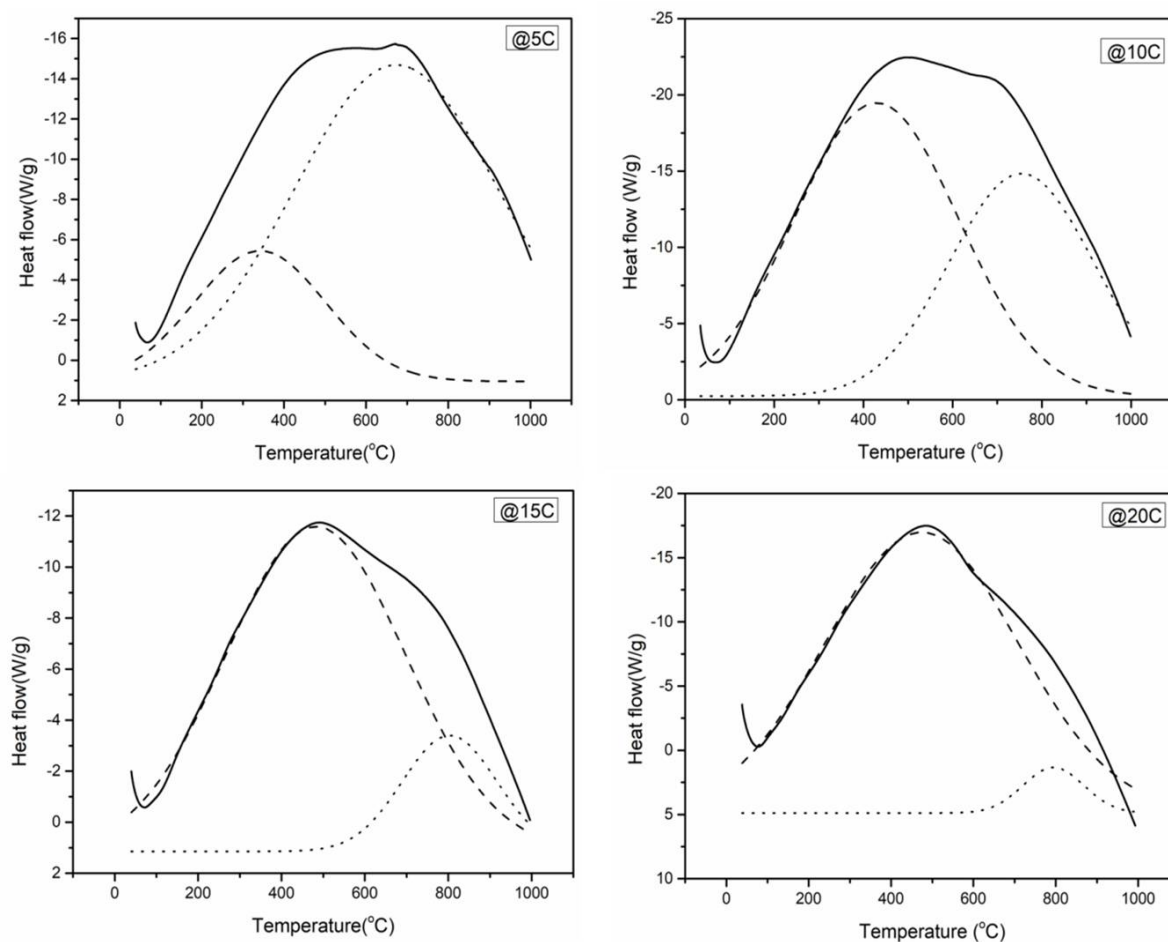 @5C
-16
-14
-12
-10
-8
-6
-4
-2
0
2
Heat flow(W/g)
0 200 400 600 800 1000
Temperature(°C)
@10C
-25
-20
-15
-10
-5
0
Heat flow (W/g)
0 200 400 600 800 1000
Temperature (°C)
@15C
-12
-10
-8
-6
-4
-2
0
2
Heat flow(W/g)
0 200 400 600 800 1000
Temperature(°C)
@20C
-20
-15
-10
-5
0
5
10
Heat flow(W/g)
0 200 400 600 800 1000
Temperature (°C)